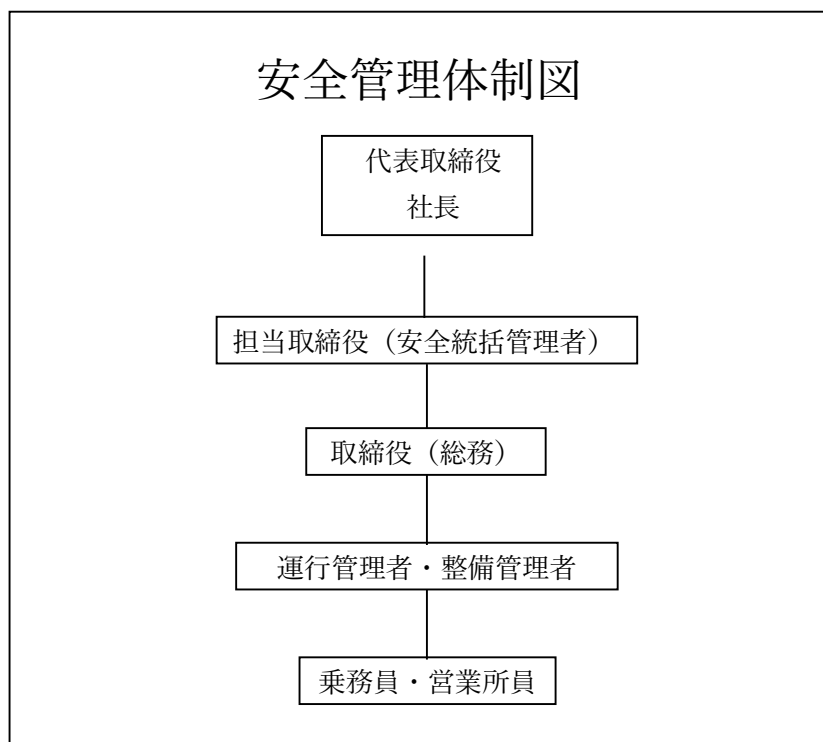 安全管理体制図
代表取締役
社長
担当取締役（安全統括管理者）
取締役（総務）
運行管理者・整備管理者
乗務員・営業所員